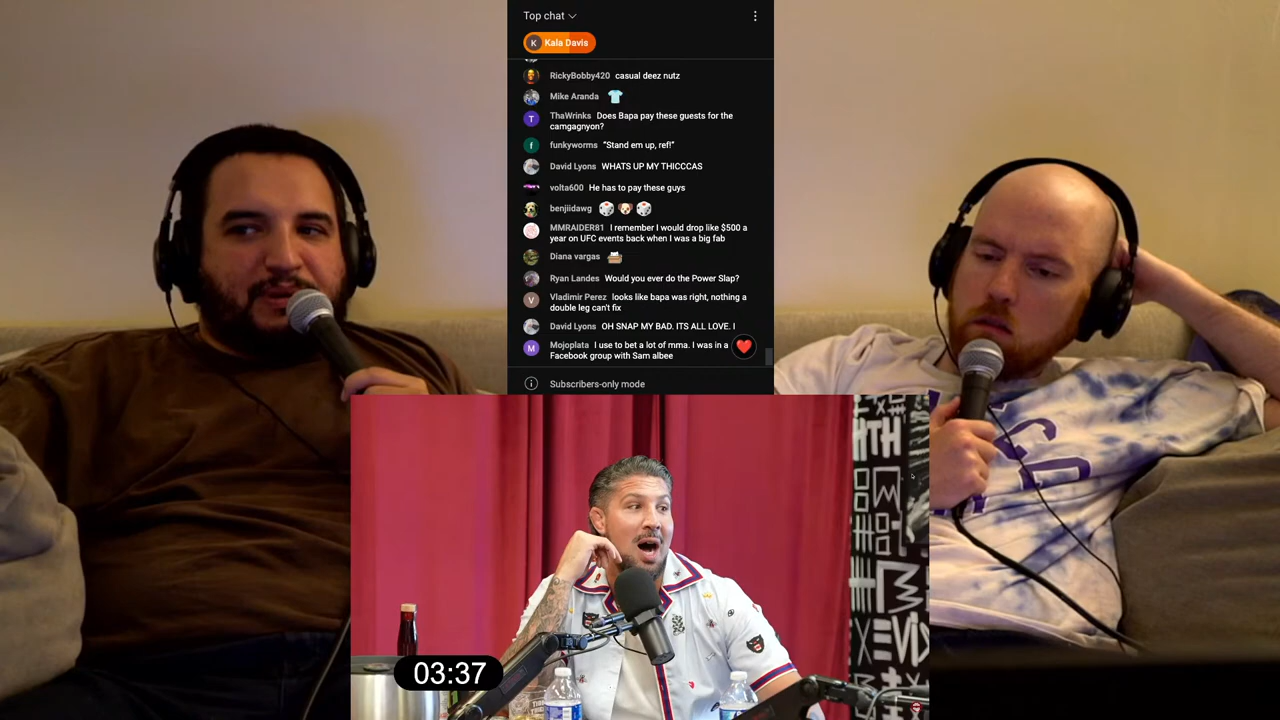 Top chat
K Kala Davis
RickyBobby420 casual deez nutz
Mike Aranda
T ThaWrinks Does Bapa pay these guests for the
camgagnyon?
f funkyworms “Stand em up, ref!”
David Lyons WHATS UP MY THICCCAS
volta600 He has to pay these guys
benjiidawg
MMRAIDER81 I remember I would drop like $500 a
year on UFC events back when I was a big fab
Diana vargas
Ryan Landes Would you ever do the Power Slap?
V Vladimir Perez looks like bapa was right, nothing a
double leg can't fix
David Lyons OH SNAP MY BAD. ITS ALL LOVE. I
M Mojoplata I use to bet a lot of mma. I was in a
Facebook group with Sam albee
Subscribers-only mode
03:37